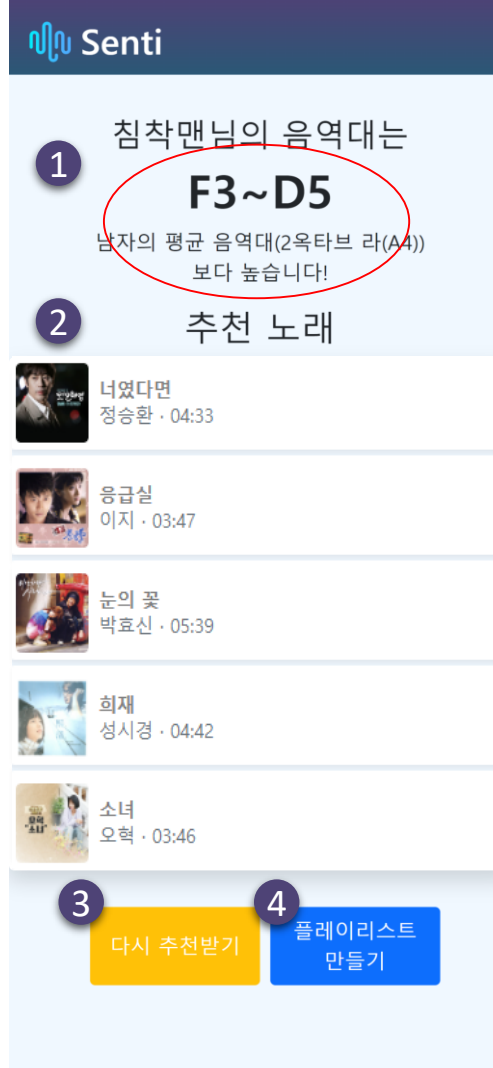 Senti
1
침착맨님의 음역대는
F3~D5
남자의 평균 음역대(2옥타브 라(A4))
보다 높습니다!
2
추천 노래
너였다면
정승환 · 04:33
응급실
이지 · 03:47
눈의 꽃
박효신 · 05:39
희재
성시경 · 04:42
소녀
오혁 · 03:46
3
다시 추천받기
4
플레이리스트
만들기